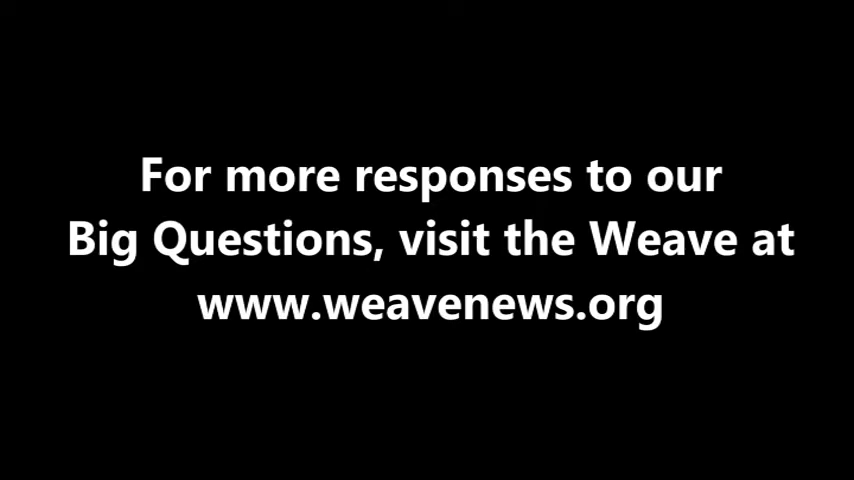 For more responses to our
Big Questions, visit the Weave at
www.weavenews.org